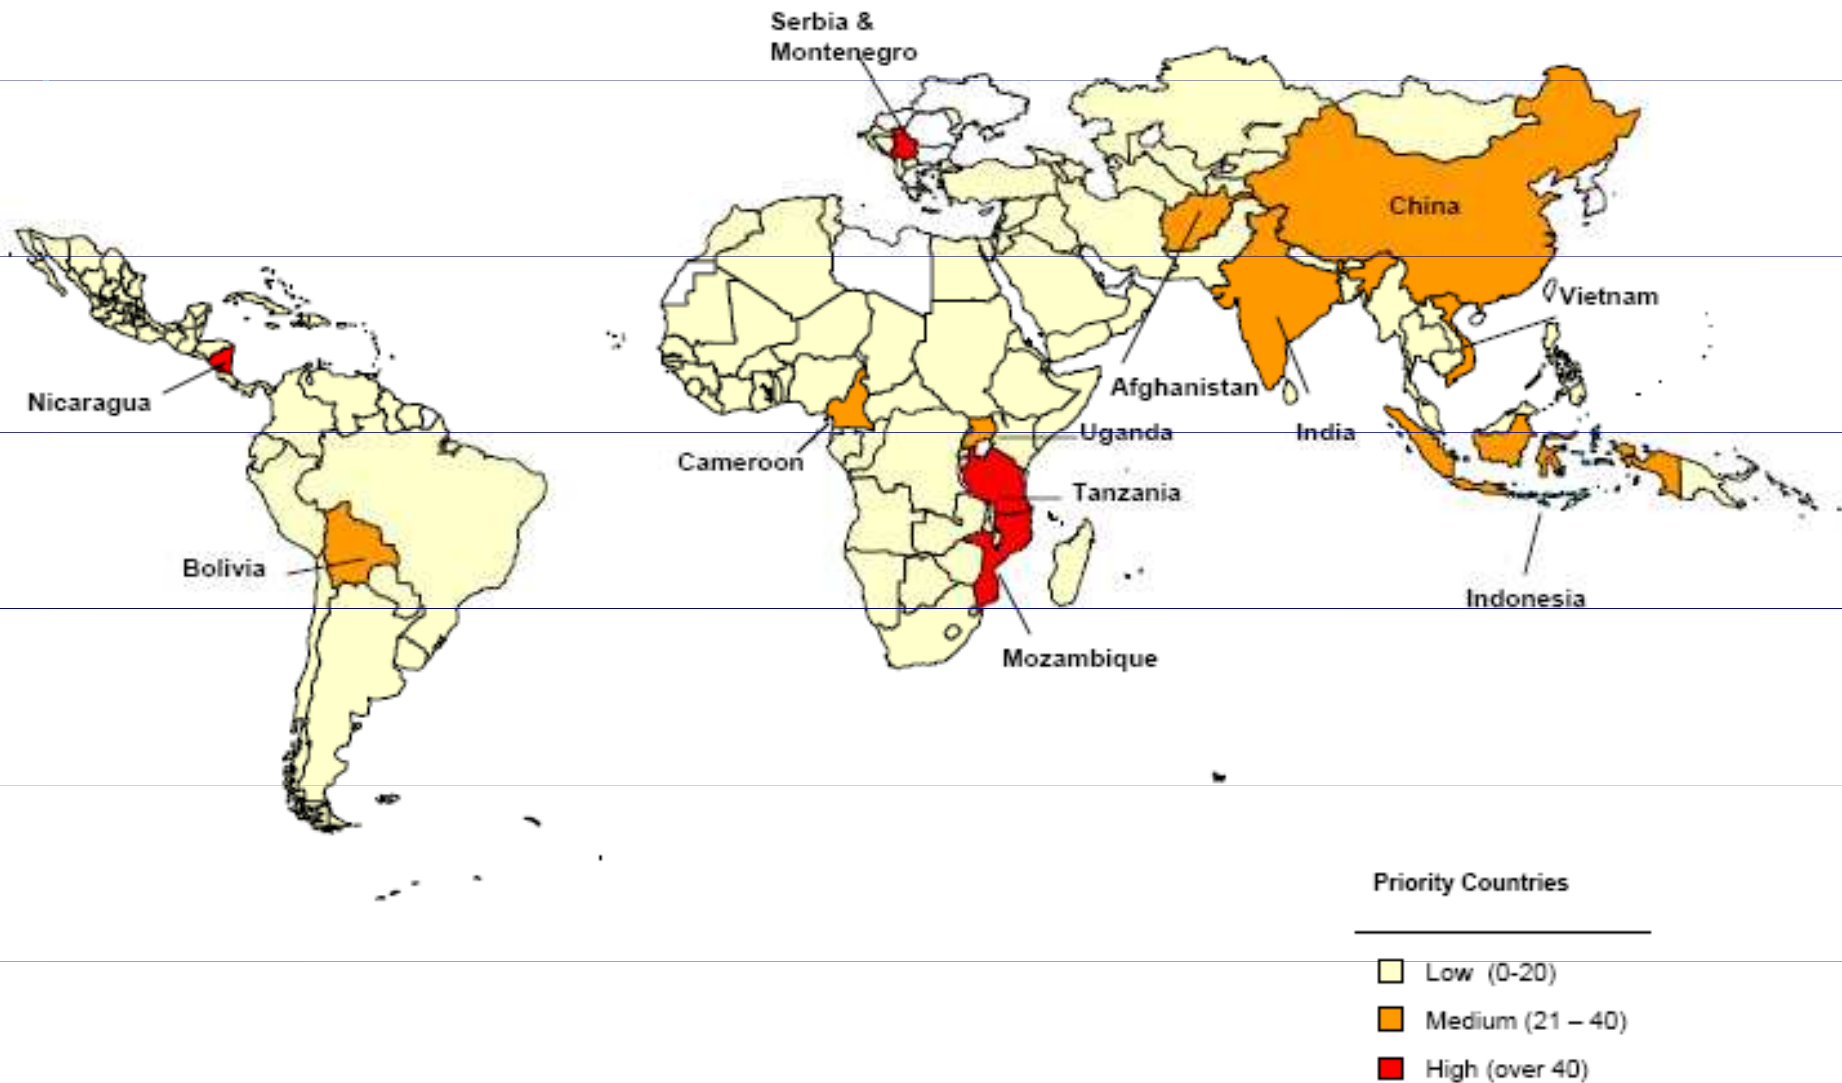 Serbia &
Montenegro
China
Vietnam
Nicaragua
Afghanistan
Uganda
India
Cameroon
Tanzania
Bolivia
Indonesia
Mozambique
Priority Countries
Low (0-20)
Medium (21 – 40)
High (over 40)